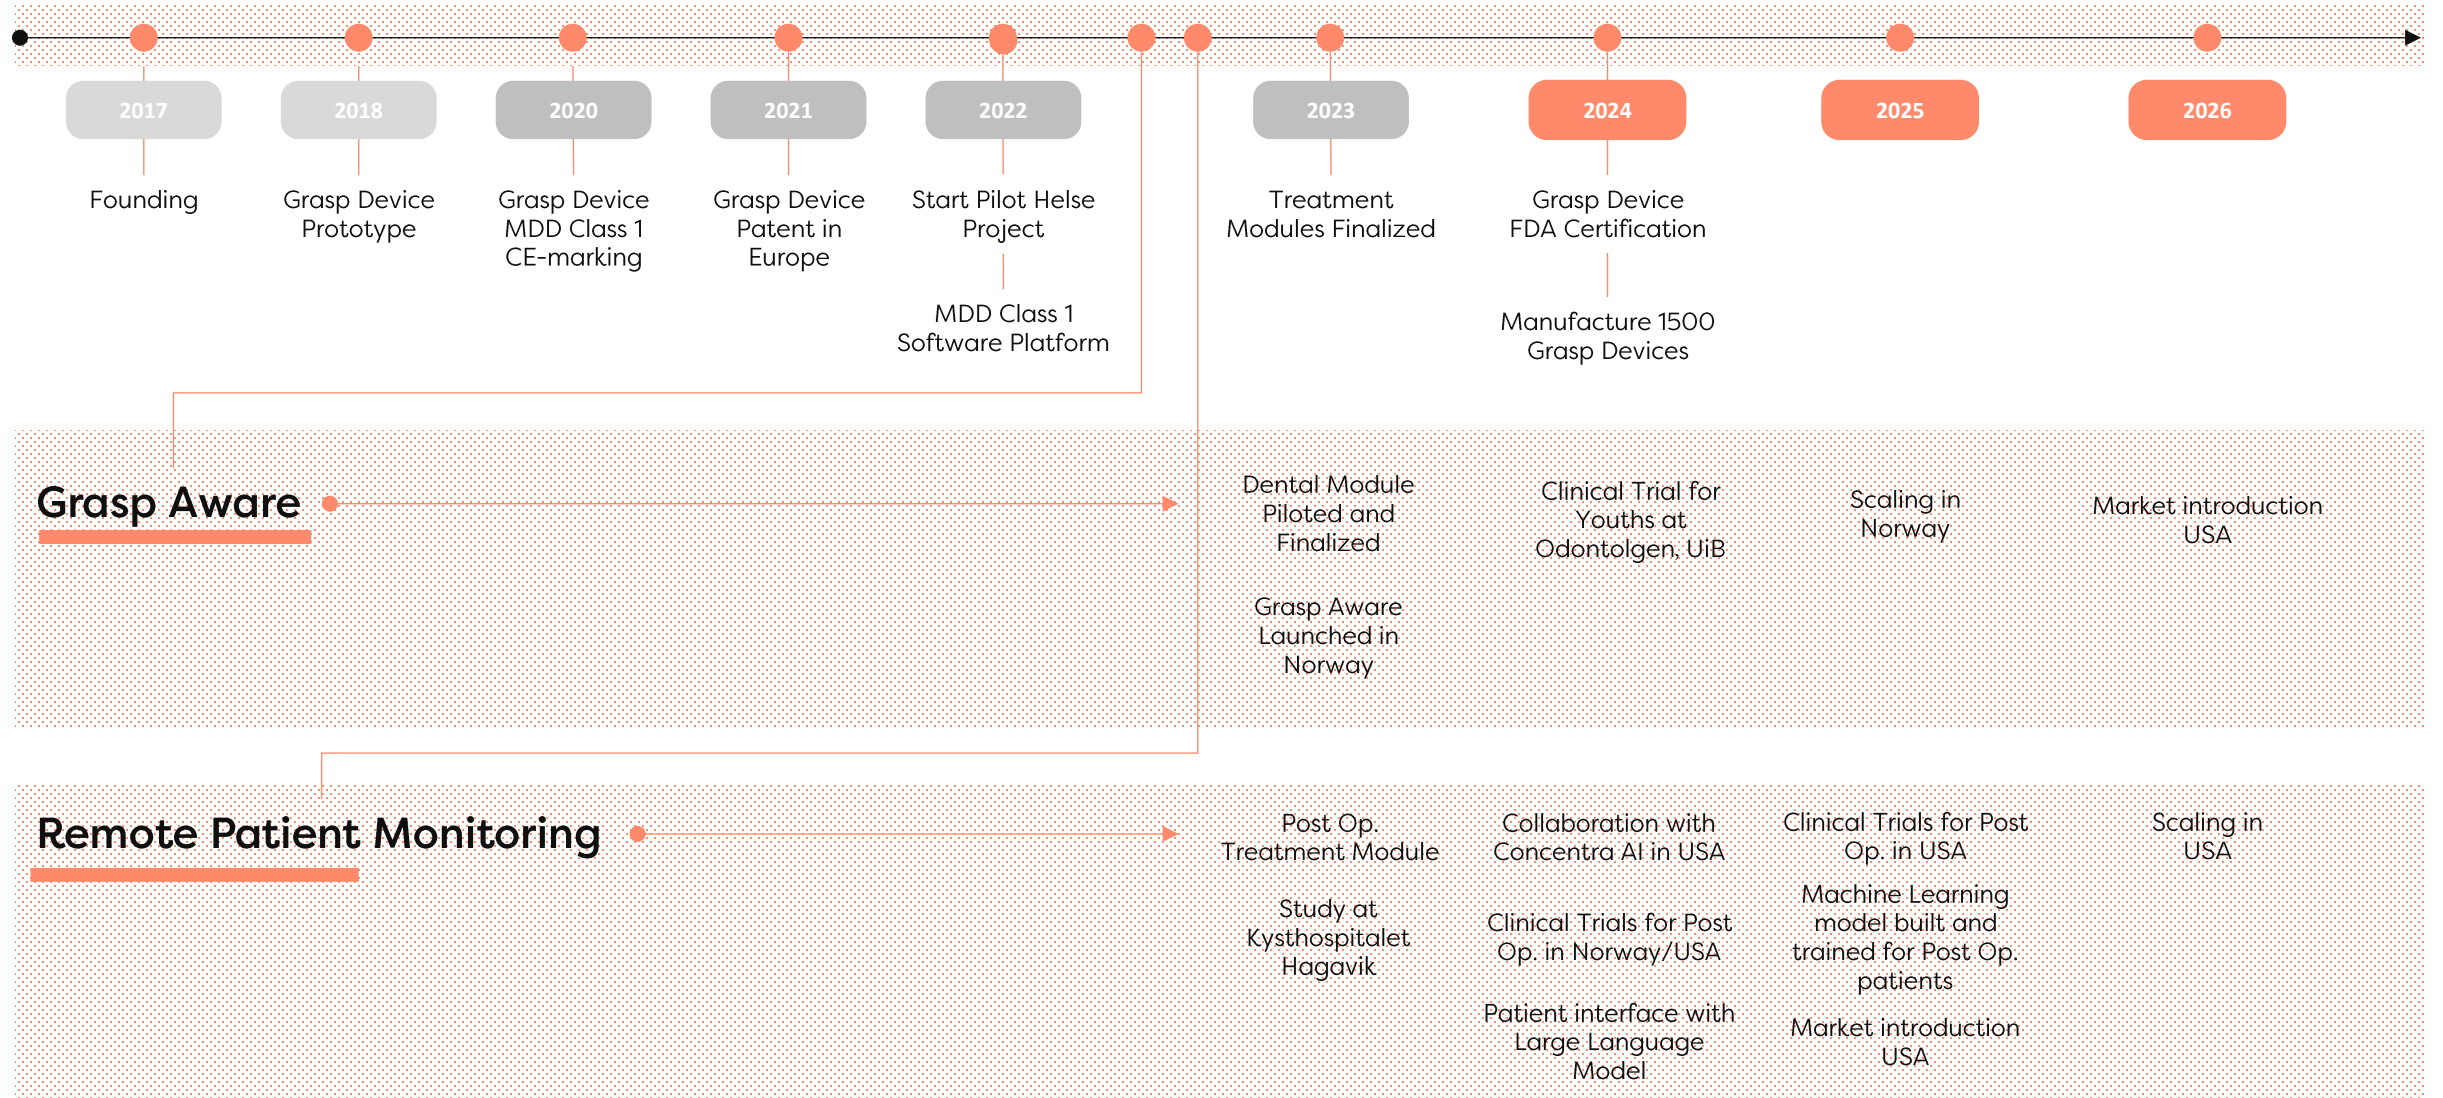 2017
2018
2020
2021
2022
2023
2024
2025
2026
Founding
Grasp Device
Prototype
Grasp Device
MDD Class 1
CE-marking
Grasp Device
Patent in
Europe
Start Pilot Helse
Project
MDD Class 1
Software Platform
Treatment
Modules Finalized
Grasp Device
FDA Certification
Manufacture 1500
Grasp Devices
Grasp Aware
Dental Module
Piloted and
Finalized
Grasp Aware
Launched in
Norway
Clinical Trial for
Youths at
Odontolgen, UiB
Scaling in
Norway
Market introduction
USA
Remote Patient Monitoring
Post Op.
Treatment Module
Study at
Kysthospitalet
Hagavik
Collaboration with
Concentra AI in USA
Clinical Trials for Post
Op. in Norway/USA
Patient interface with
Large Language
Model
Clinical Trials for Post
Op. in USA
Machine Learning
model built and
trained for Post Op.
patients
Market introduction
USA
Scaling in
USA